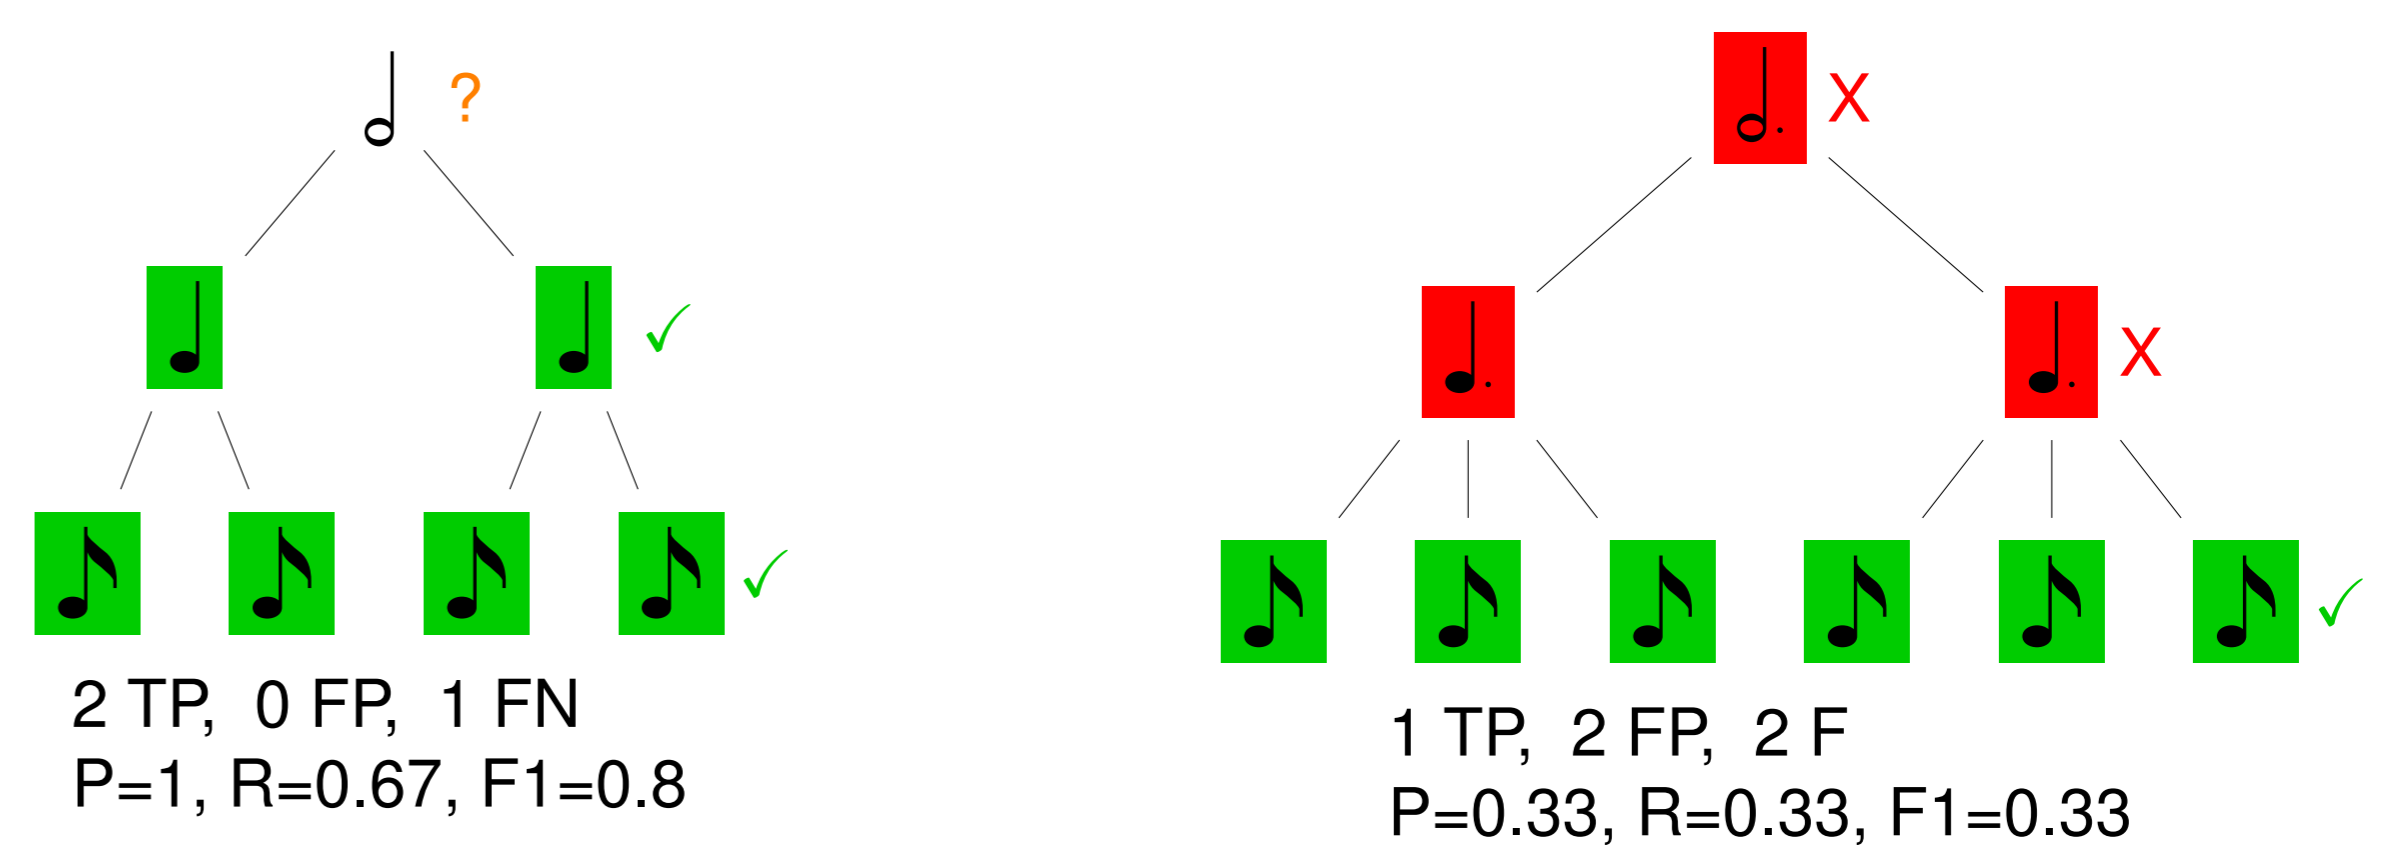 ?
X
X
2 TP, 0 FP, 1 FN
P=1, R=0.67, F1=0.8
1 TP, 2 FP, 2 F
P=0.33, R=0.33, F1=0.33